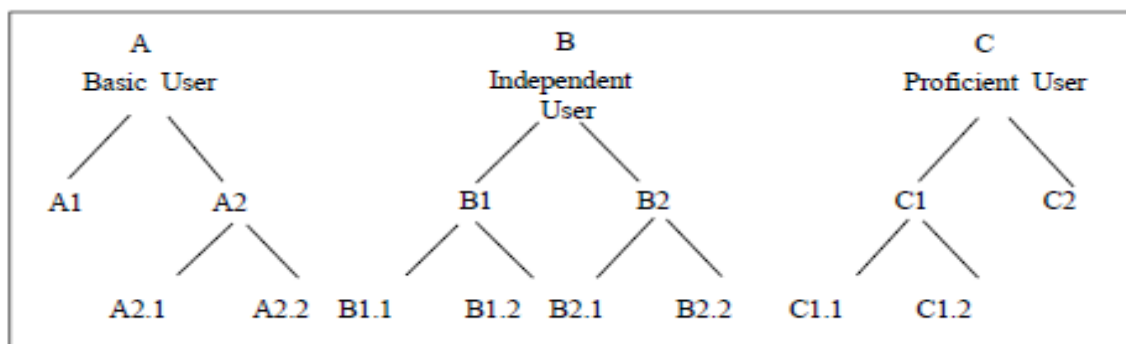 A B C
Basic User Independent User Proficient User
A1 A2 B1 B2 C1 C2
A2.1 A2.2 B1.1 B1.2 B2.1 B2.2 C1.1 C1.2